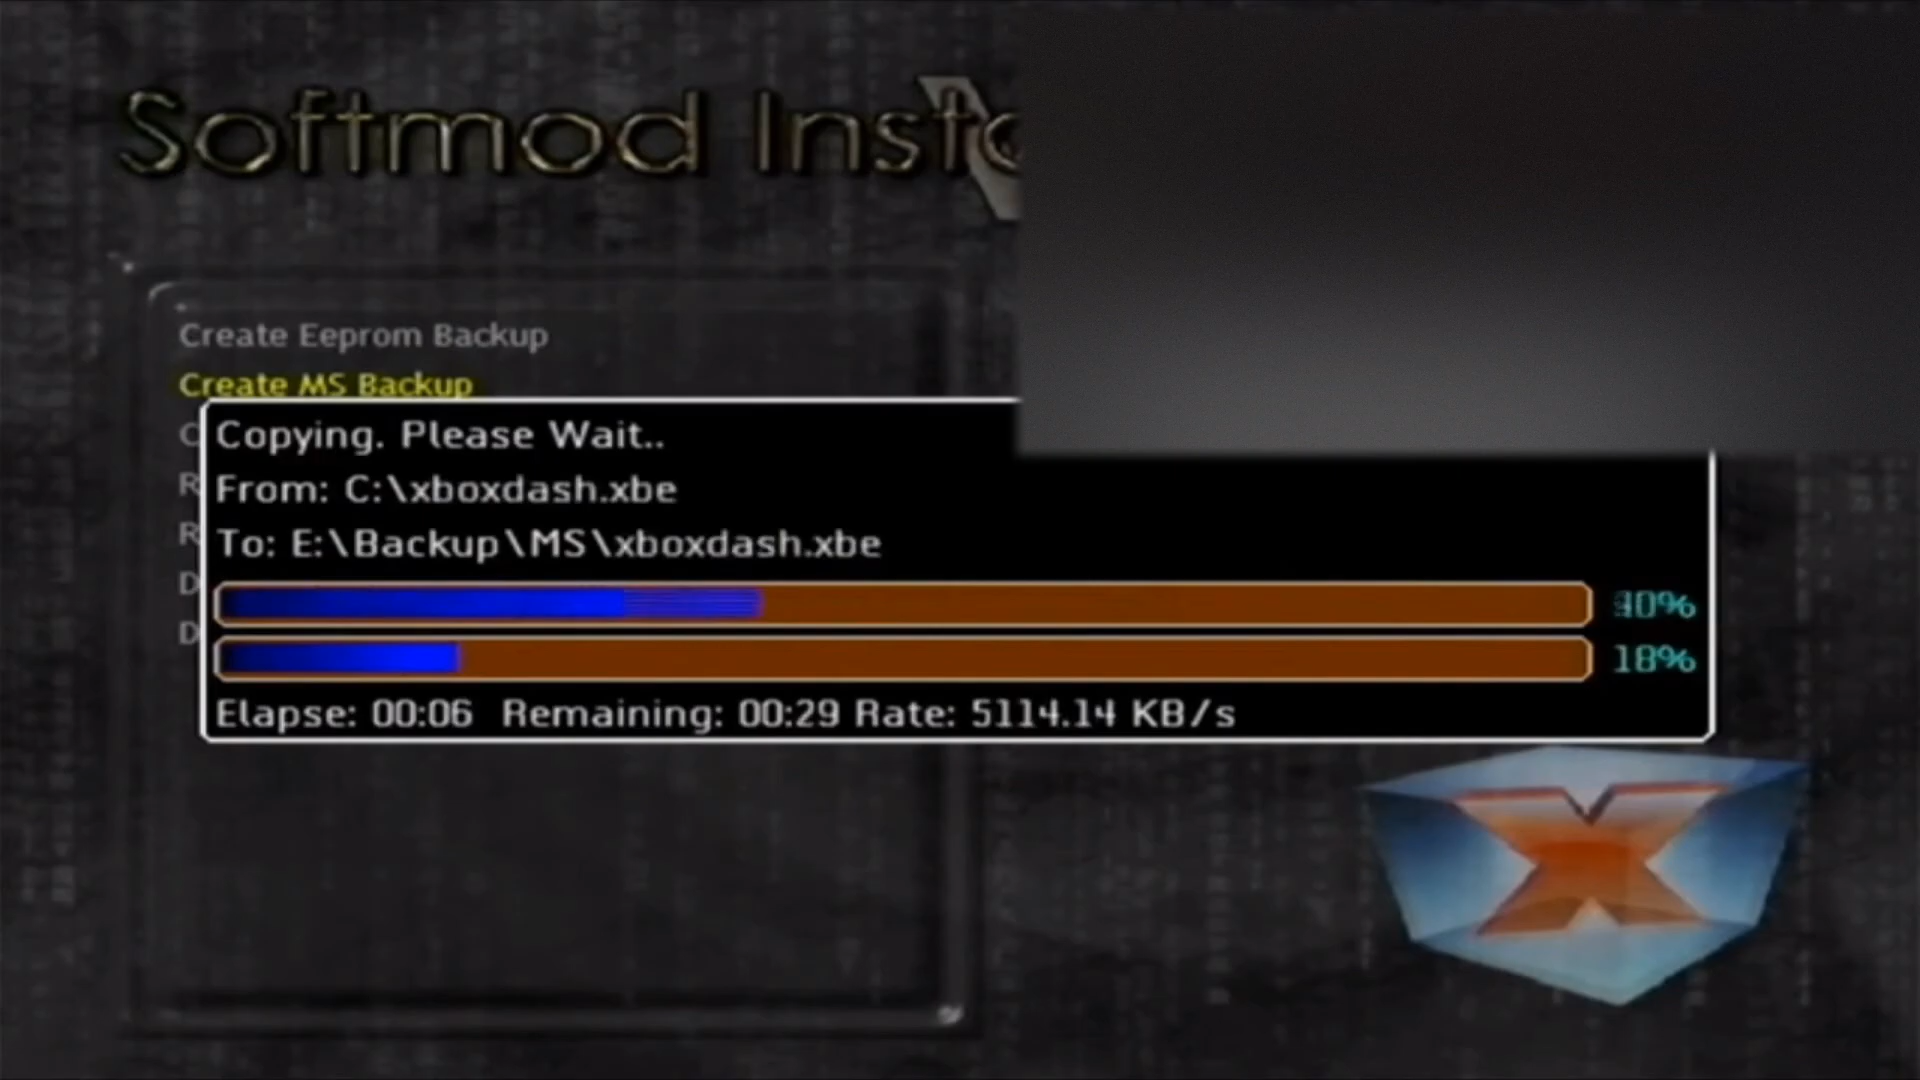 Softmod
Create Eeprom Backup
Create MS Backup
Copying. Please Wait..
From: C:\xboxdash.xbe
To: E:\Backup\MS\xboxdash.xbe
18%
Elapse: 00:06 Remaining: 00:29 Rate: 5114.14 KB/s